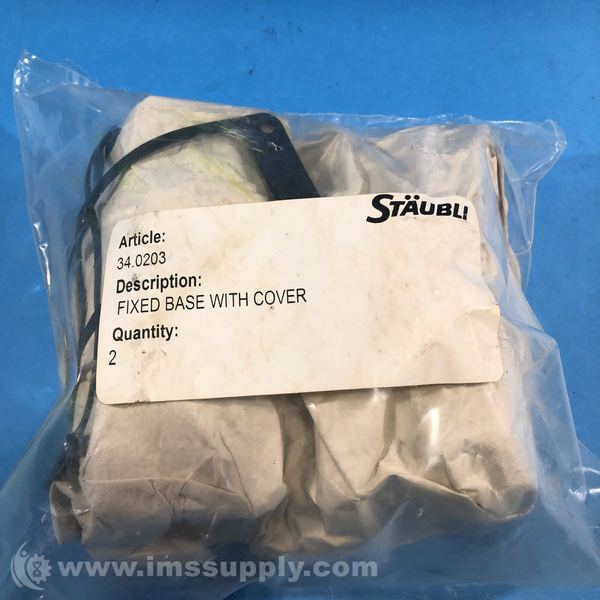 STÄUBLI
Article:
34.0203
Description:
FIXED BASE WITH COVER
Quantity:
2
www.imssupply.com